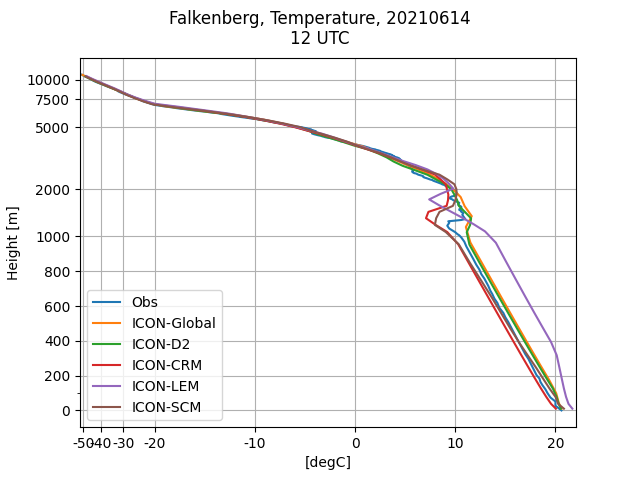 Falkenberg, Temperature, 20210614
12 UTC
Height [m]
10000
7500
5000
2000
1000
800
600
400
200
0
Obs
ICON-Global
ICON-D2
ICON-CRM
ICON-LEM
ICON-SCM
-50 -40 -30 -20 -10 0 10 20
[degC]